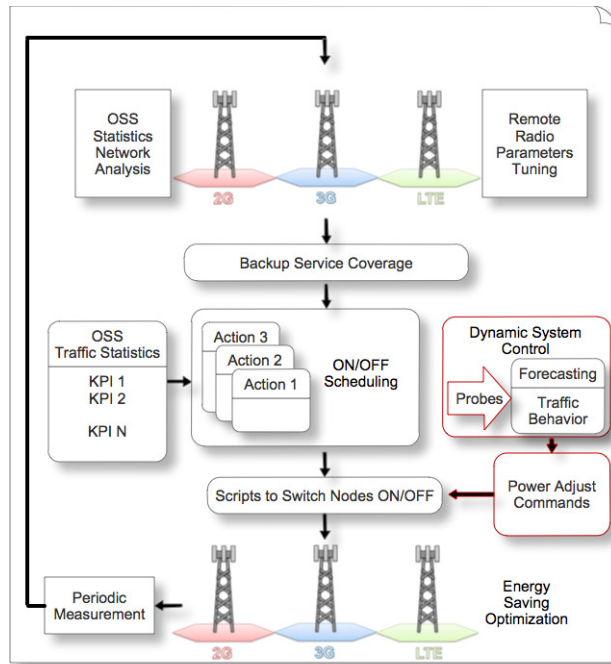 OSS
Statistics
Network
Analysis
2G
3G
LTE
Remote
Radio
Parameters
Tuning
Backup Service Coverage
OSS
Traffic Statistics
KPI 1
KPI 2
KPI N
Action 3
Action 2
Action 1
ON/OFF
Scheduling
Dynamic System
Control
Probes
Forecasting
Traffic
Behavior
Scripts to Switch Nodes ON/OFF
Power Adjust
Commands
Periodic
Measurement
2G
3G
LTE
Energy
Saving
Optimization